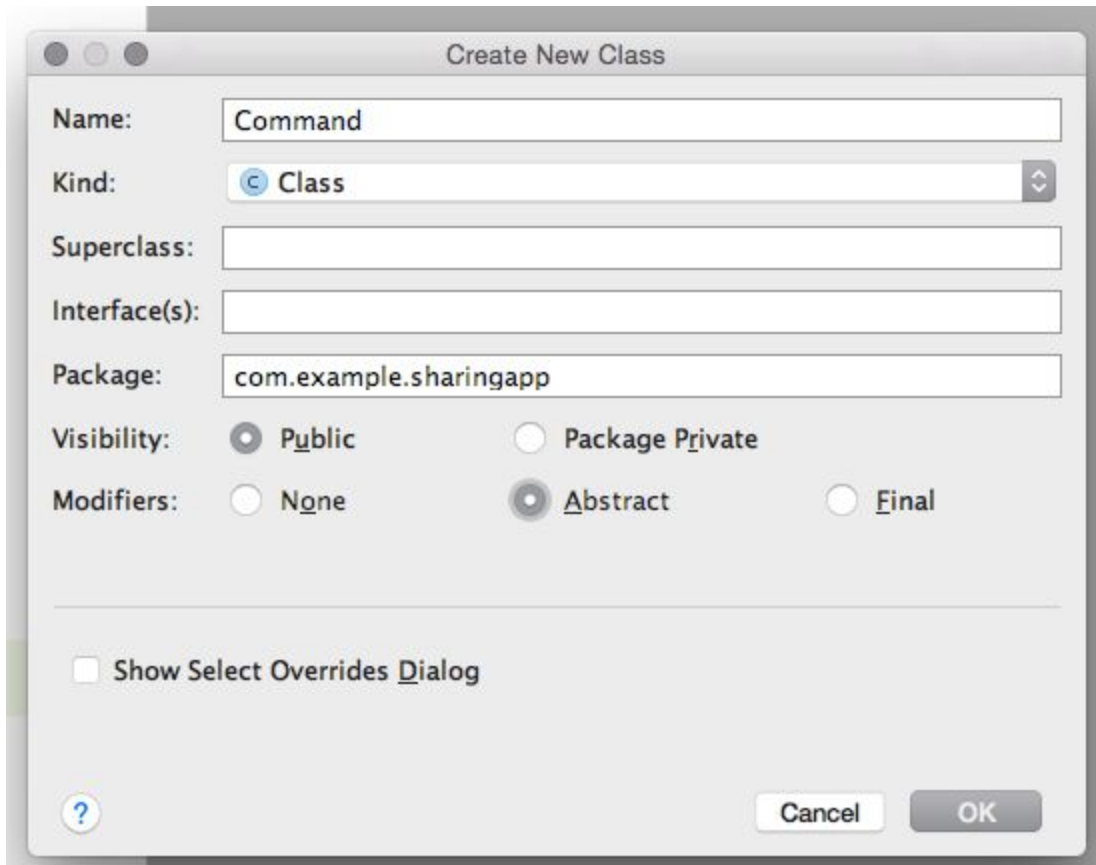 Create New Class
Name: Command
Kind: C Class
Superclass:
Interface(s):
Package: com.example.sharingapp
Visibility: Public Package Private
Modifiers: None Abstract Final
Show Select Overrides Dialog
? Cancel OK